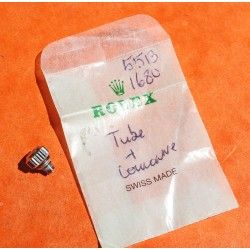 5513
1680
ROLEX
Tube
+
couronne
SWISS MADE